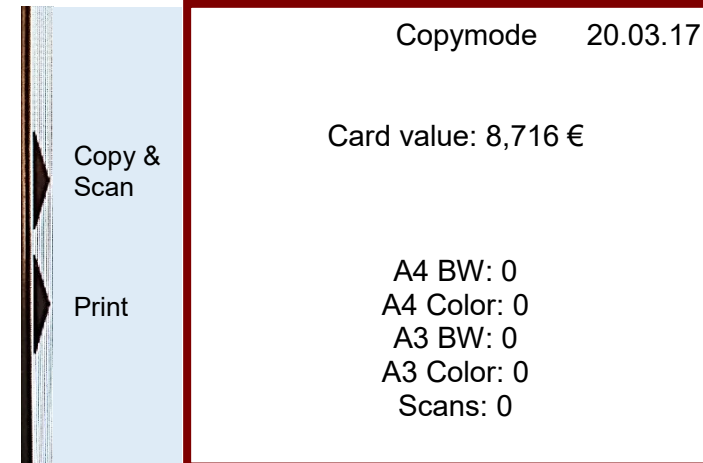 Copymode 20.03.17
Card value: 8,716 €
Copy &
Scan
Print
A4 BW: 0
A4 Color: 0
A3 BW: 0
A3 Color: 0
Scans: 0